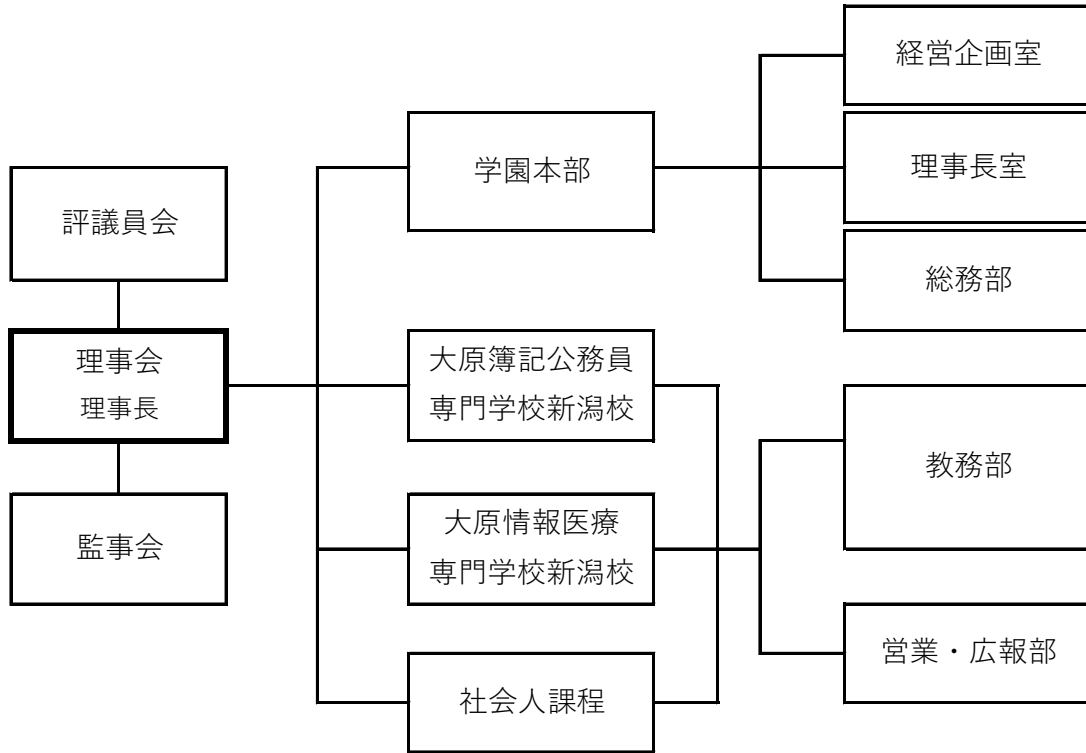 評議員会
理事会
理事長
監事会
学園本部
大原簿記公務員
専門学校新潟校
大原情報医療
専門学校新潟校
社会人課程
経営企画室
理事長室
総務部
教務部
営業・広報部